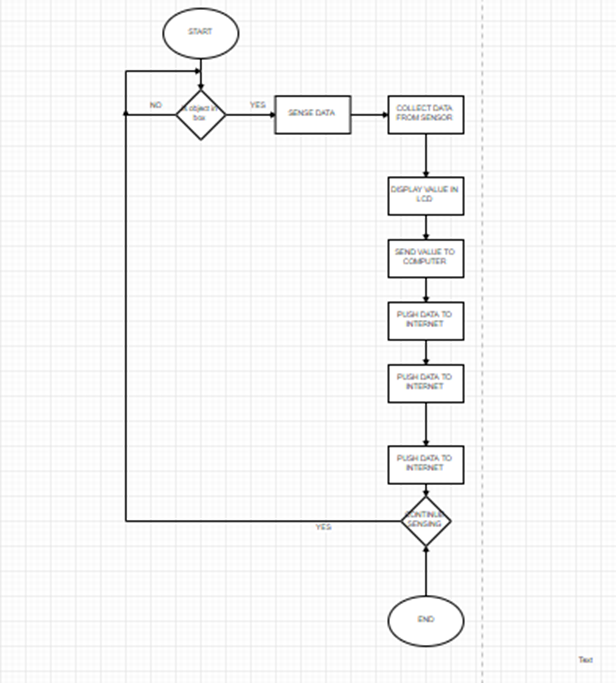 START
NO
Is object in
box
YES
SENSE DATA
COLLECT DATA
FROM SENSOR
DISPLAY VALUE IN
LCD
SEND VALUE TO
COMPUTER
PUSH DATA TO
INTERNET
PUSH DATA TO
INTERNET
PUSH DATA TO
INTERNET
CONTINUE
SENSING
YES
END
Text